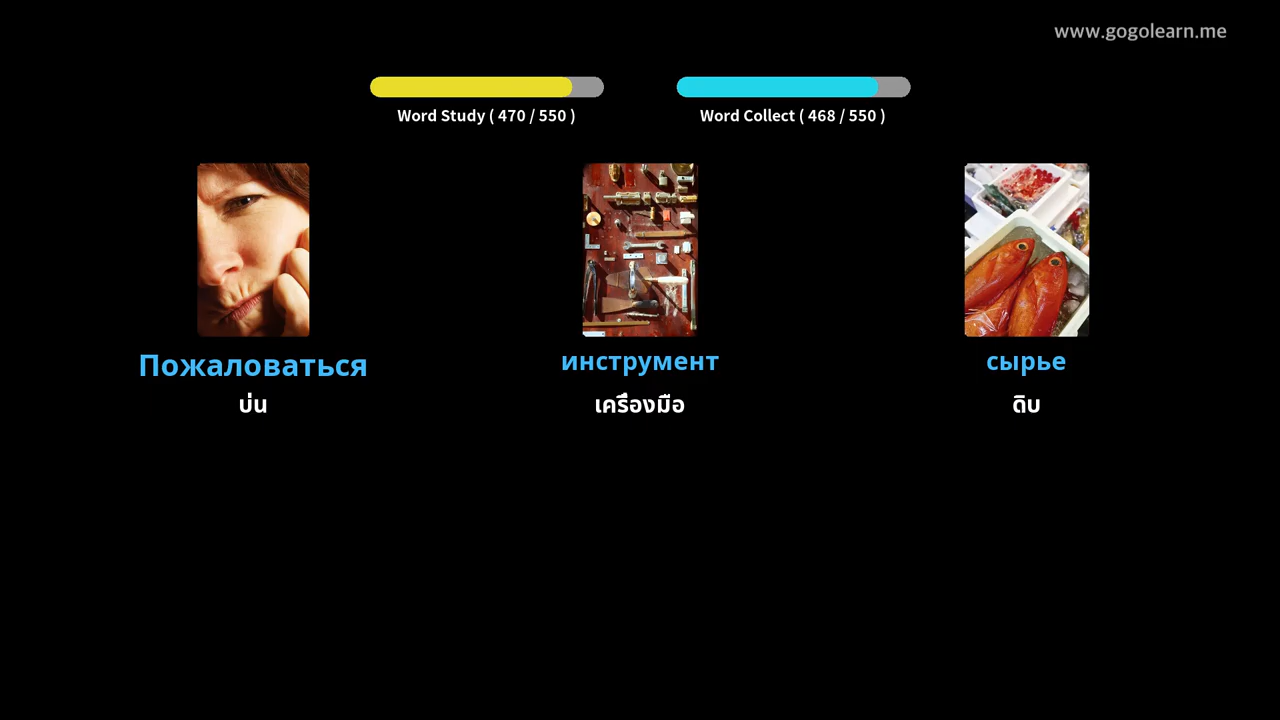 www.gogolearn.me
Word Study ( 470 / 550 )
Word Collect ( 468 / 550 )
Пожаловаться
инструмент
сырье
บ่น
เครื่องมือ
ดิบ